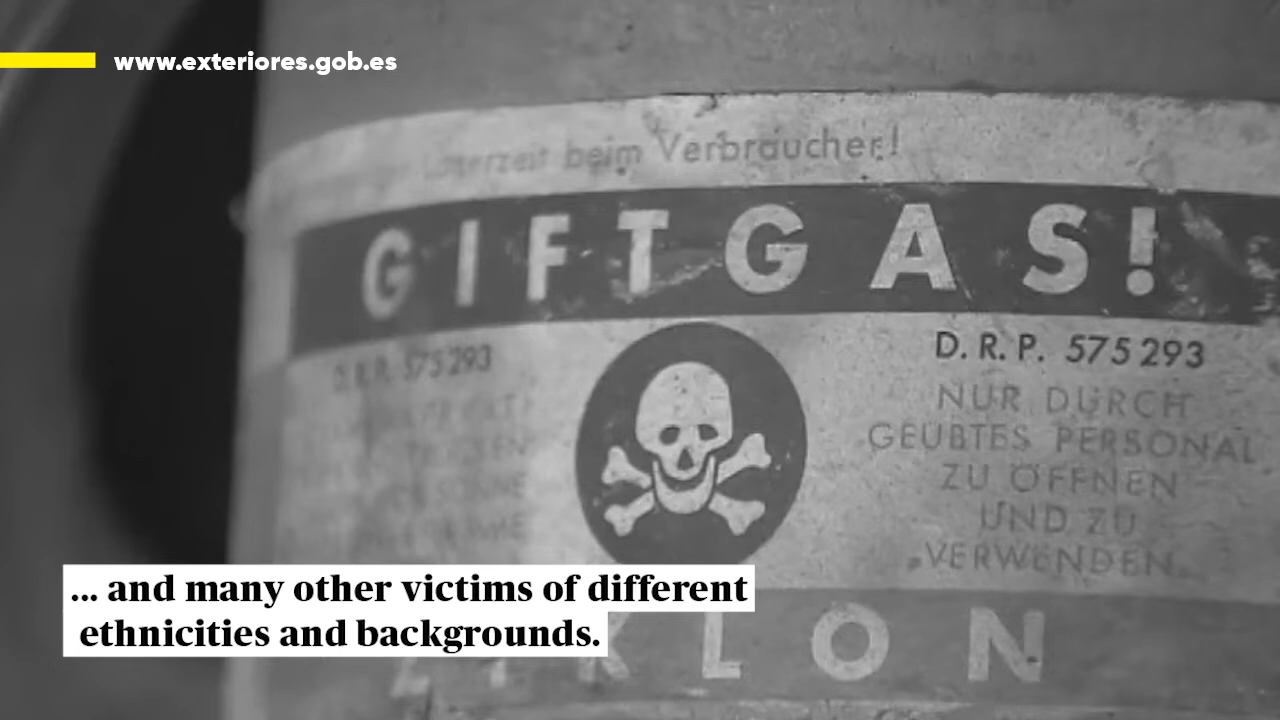 www.exteriores.gob.es
beim Verbraucher!
GIFTGAS!
D.R.P. 575293
D. R. P. 575293
NUR DURCH
GEÜBTES PERSONAL
ZU ÖFFNEN
UND ZU
VERWENDEN
... and many other victims of different
ethnicities and backgrounds.
KLON